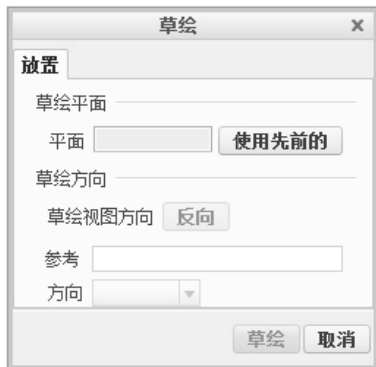 草绘
放置
草绘平面
平面 使用先前的
草绘方向
草绘视图方向 反向
参考
方向
草绘 取消